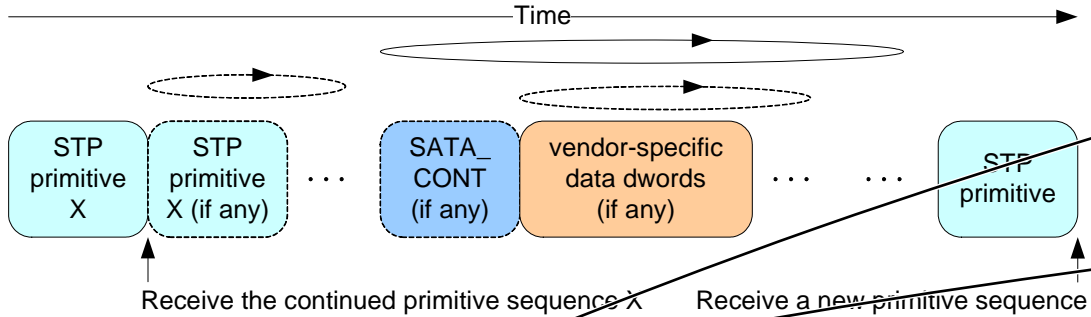 Time
STP
primitive
X
STP
primitive
X (if any)
. . .
SATA_
CONT
(if any)
vendor-specific
data dwords
(if any)
. . .
. . .
STP
primitive
Receive the continued primitive sequence X
Receive a new primitive sequence